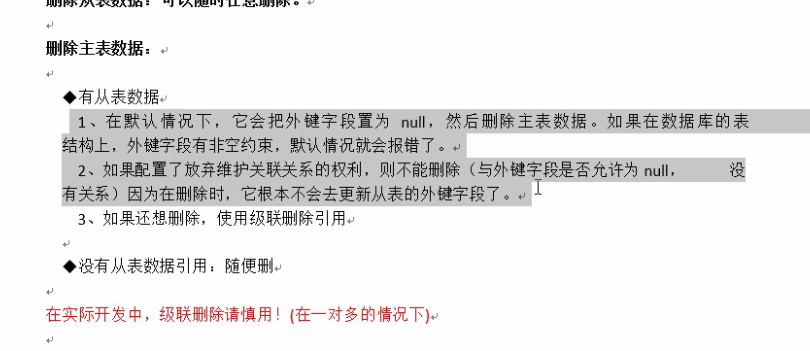 删除从表数据：可以随时任意删除。
删除主表数据：
◆有从表数据
1、在默认情况下，它会把外键字段置为 null，然后删除主表数据。如果在数据库的表
结构上，外键字段有非空约束，默认情况就会报错了。
2、如果配置了放弃维护关联关系的权利，则不能删除（与外键字段是否允许为 null， 没
有关系）因为在删除时，它根本不会去更新从表的外键字段了。
3、如果还想删除，使用级联删除引用
◆没有从表数据引用：随便删
在实际开发中，级联删除请慎用！(在一对多的情况下)